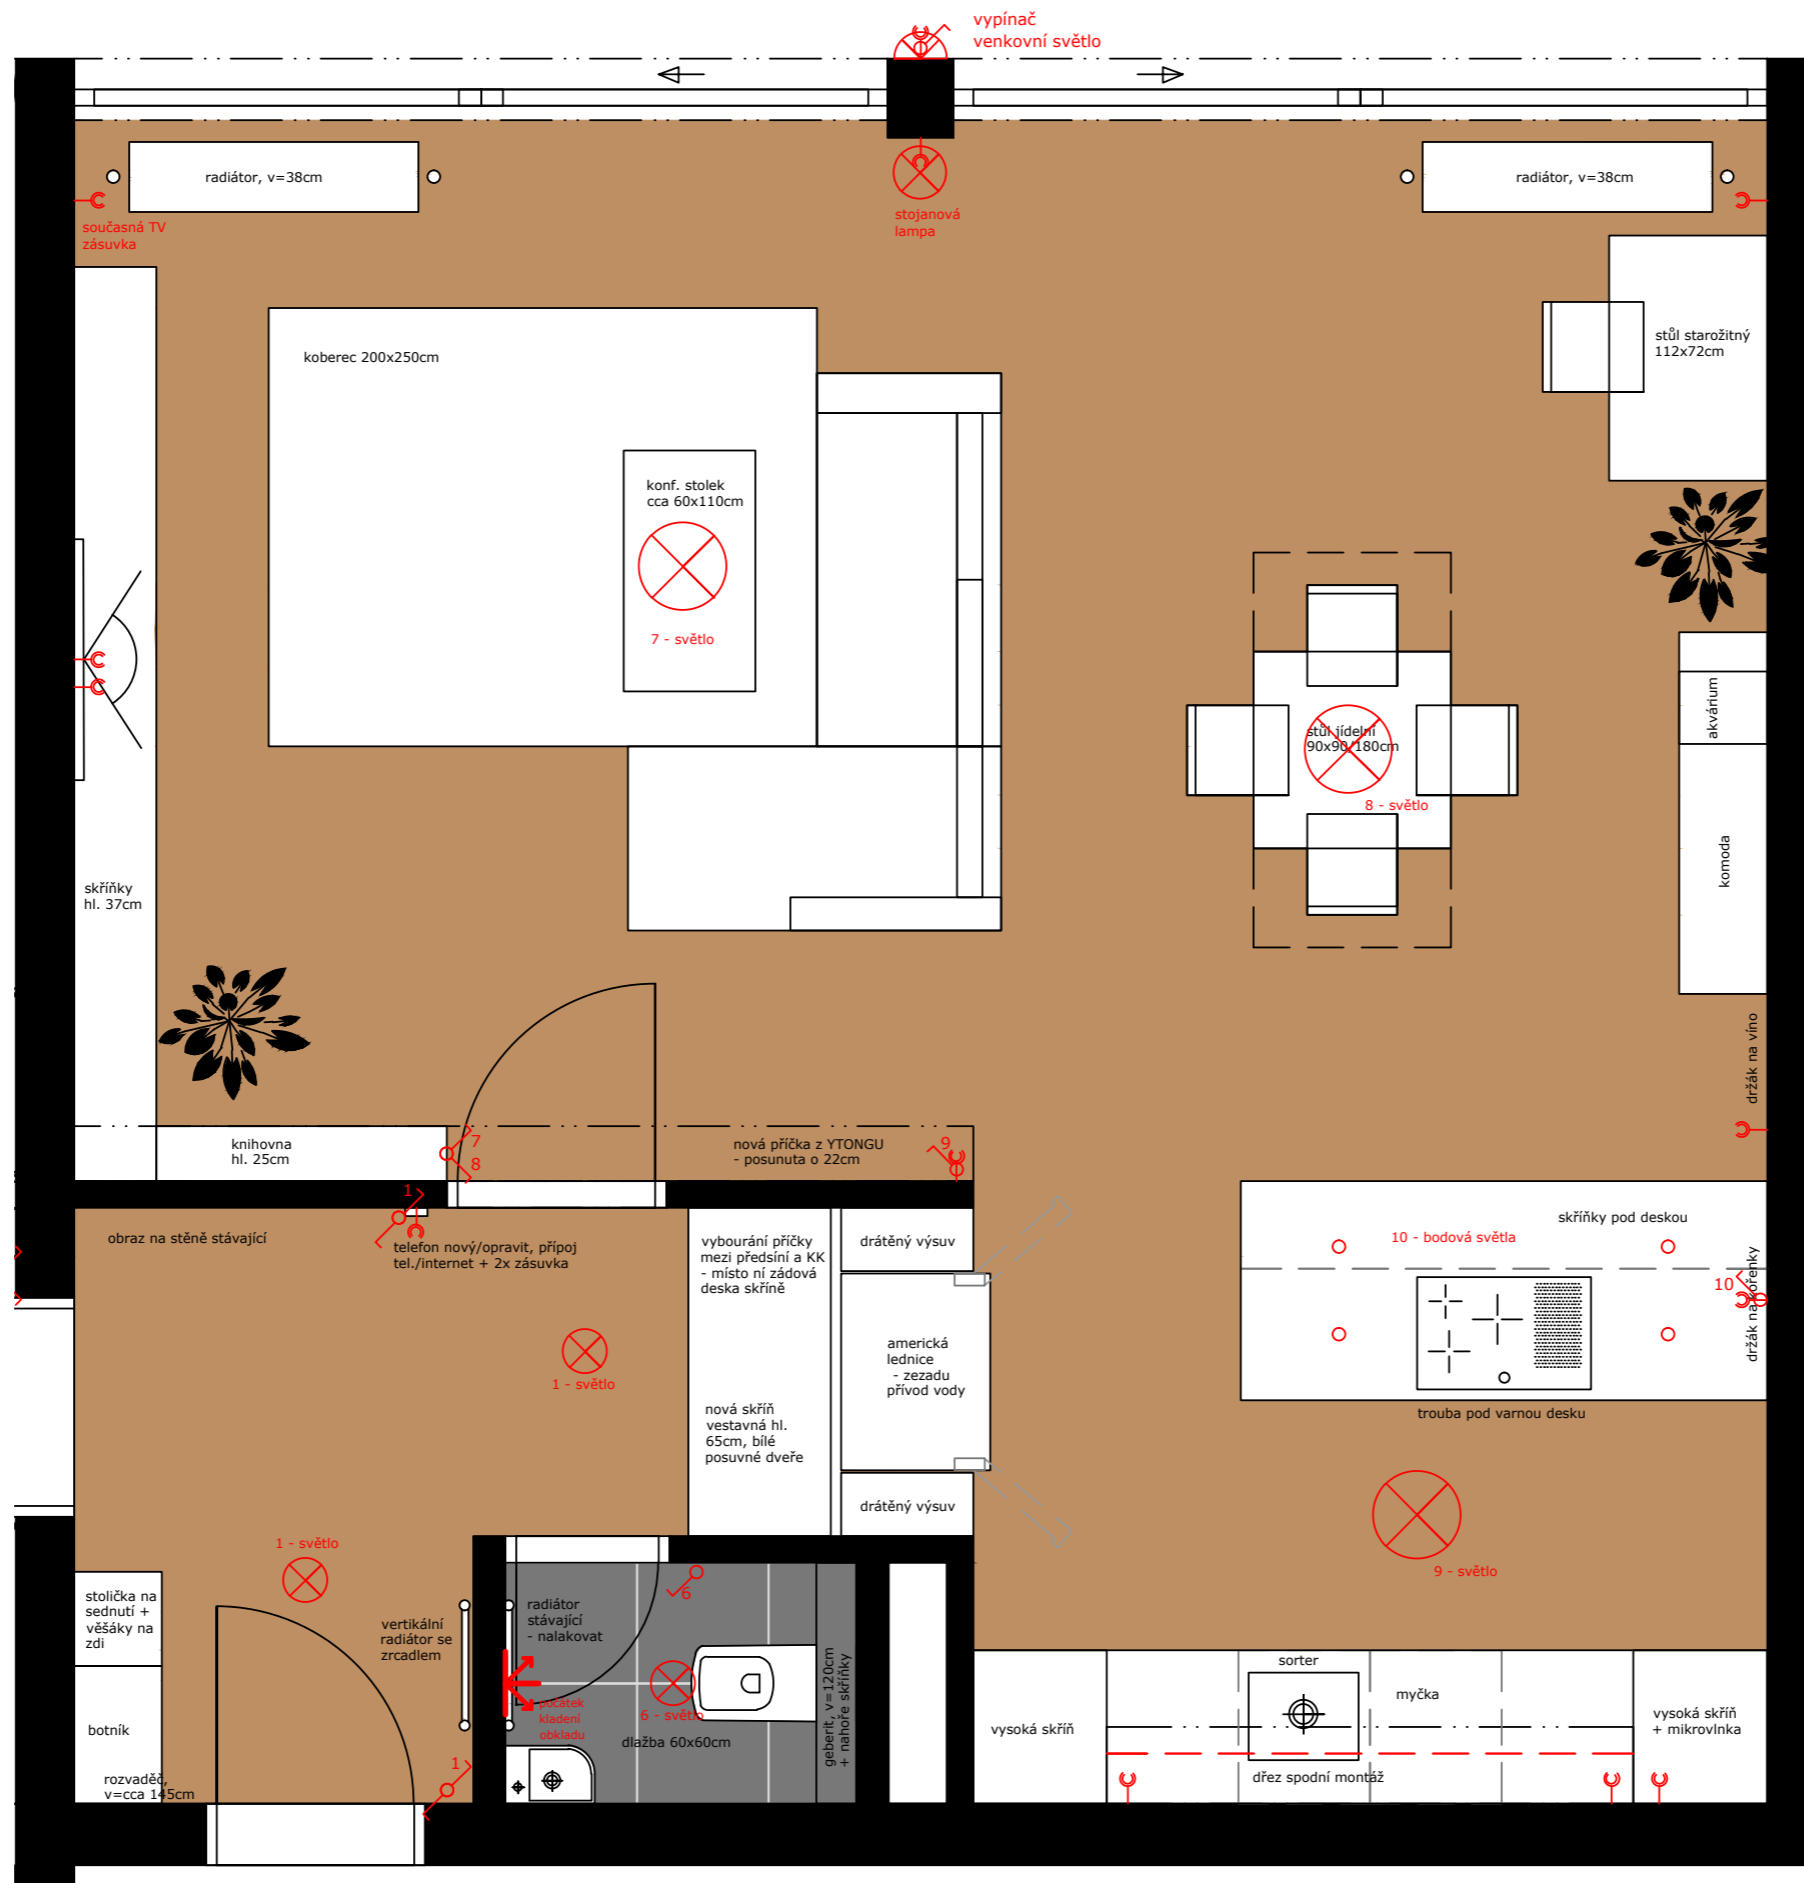 vypínač
venkovní světlo
radiátor, v=38cm
radiátor, v=38cm
současná TV
zásuvka
stojanová
lampa
koberec 200x250cm
stůl starožitný
112x72cm
konf. stolek
cca 60x110cm
7 - světlo
akvárium
stůl jídelní
90x90/180cm
8 - světlo
komoda
skříňky
hl. 37cm
držák na víno
knihovna
hl. 25cm
7
8
nová příčka z YTONGU
- posunuta o 22cm
9
1
obraz na stěně stávající
telefon nový/opravit, přípoj
tel./internet + 2x zásuvka
vybourání příčky
mezi předsíní a KK
- místo ní zádová
deska skříně
drátěný výsuv
skříňky pod deskou
10 - bodová světla
10
držák na kořenky
americká
lednice
- zezadu
přívod vody
1 - světlo
nová skříň
vestavná hl.
65cm, bílé
posuvné dveře
trouba pod varnou desku
drátěný výsuv
1 - světlo
9 - světlo
stolička na
sednutí +
věšáky na
zdi
vertikální
radiátor se
zrcadlem
radiátor
stávající
- nalakovat
6
počátek
kladení
obkladu
6 - světlo
dlažba 60x60cm
geberit, v=120cm
+ nahoře skříňky
botník
rozvaděč,
v=cca 145cm
1
sorter
myčka
vysoká skříň
vysoká skříň
+ mikrovlnka
dřez spodní montáž